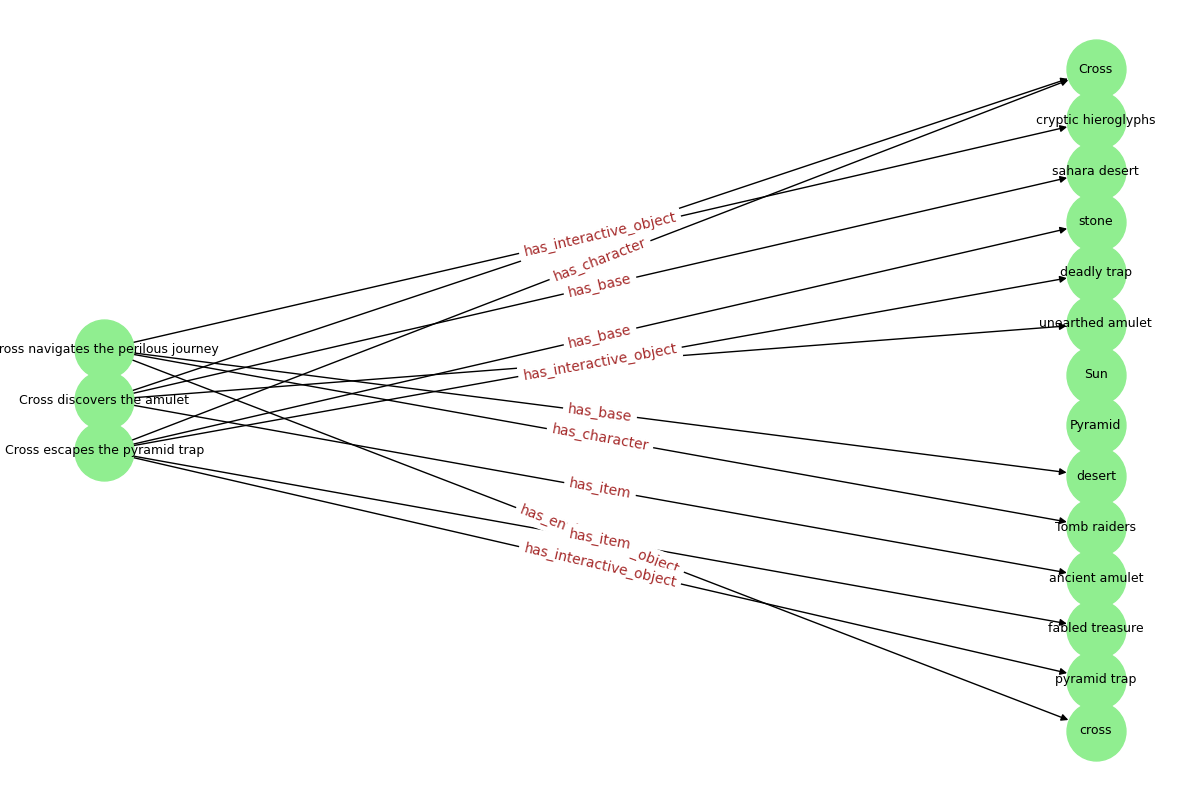 Cross
cryptic hieroglyphs
sahara desert
stone
deadly trap
unearthed amulet
Sun
Pyramid
desert
Tomb raiders
ancient amulet
fabled treasure
pyramid trap
cross
ross navigates the perilous journey
Cross discovers the amulet
Cross escapes the pyramid trap
has_interactive_object
has_character
has_base
has_base
has_interactive_object
has_base
has_character
has_item
has_en
has_item
_object
has_interactive_object